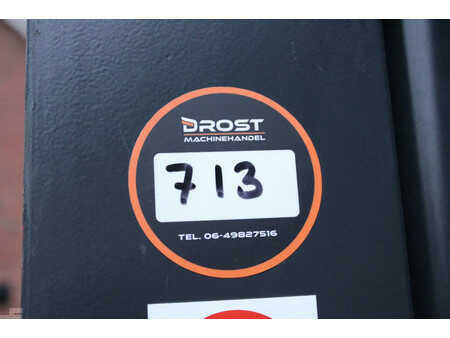 DROST
MACHINEHANDEL
713
TEL. 06-49827516